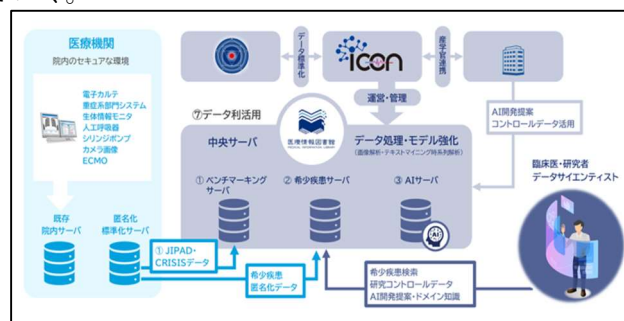 医療機関
院内のセキュアな環境
電子カルテ
重症系部門システム
生体情報モニタ
人工呼吸器
シリンジポンプ
カメラ画像
ECMO
既存
院内サーバ
匿名化
標準化サーバ
データ標準化
icon
産学官連携
運営・管理
⑦データ利活用
中央サーバ
医療情報図書館
データ処理・モデル強化
(画像解析・テキストマイニング時系列解析)
① ベンチマーキング
サーバ
② 希少疾患サーバ
③ AIサーバ
AI
AI開発提案
コントロールデータ活用
臨床医・研究者
データサイエンティスト
① JIPAD・
CRISISデータ
希少疾患
匿名化データ
希少疾患検索
研究コントロールデータ
AI開発提案・ドメイン知識